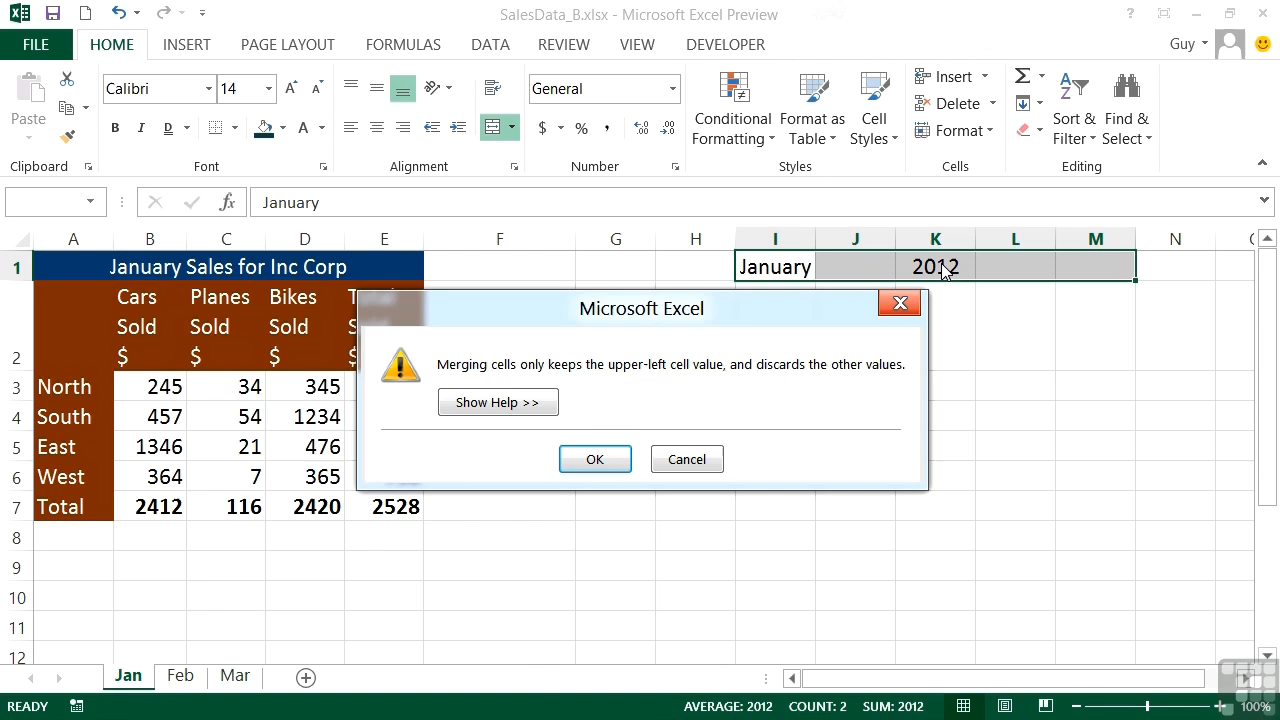 SalesData_B.xlsx - Microsoft Excel Preview
?
FILE HOME INSERT PAGE LAYOUT FORMULAS DATA REVIEW VIEW DEVELOPER Guy
Paste
Clipboard
Calibri 14
B I D
Font
Alignment
General
$ % ,
Number
Conditional Formatting
Format as Table
Cell Styles
Styles
Insert
Delete
Format
Cells
Sort & Filter
Find & Select
Editing
fx January
A B C D E F G H I J K L M N
1 January Sales for Inc Corp January 2012
2 Cars Sold $ Planes Sold $ Bikes Sold $
3 North 245 34 345
4 South 457 54 1234
5 East 1346 21 476
6 West 364 7 365
7 Total 2412 116 2420 2528
8
9
10
11
12
Microsoft Excel
Merging cells only keeps the upper-left cell value, and discards the other values.
Show Help >>
OK Cancel
Jan Feb Mar
READY AVERAGE: 2012 COUNT: 2 SUM: 2012 100%